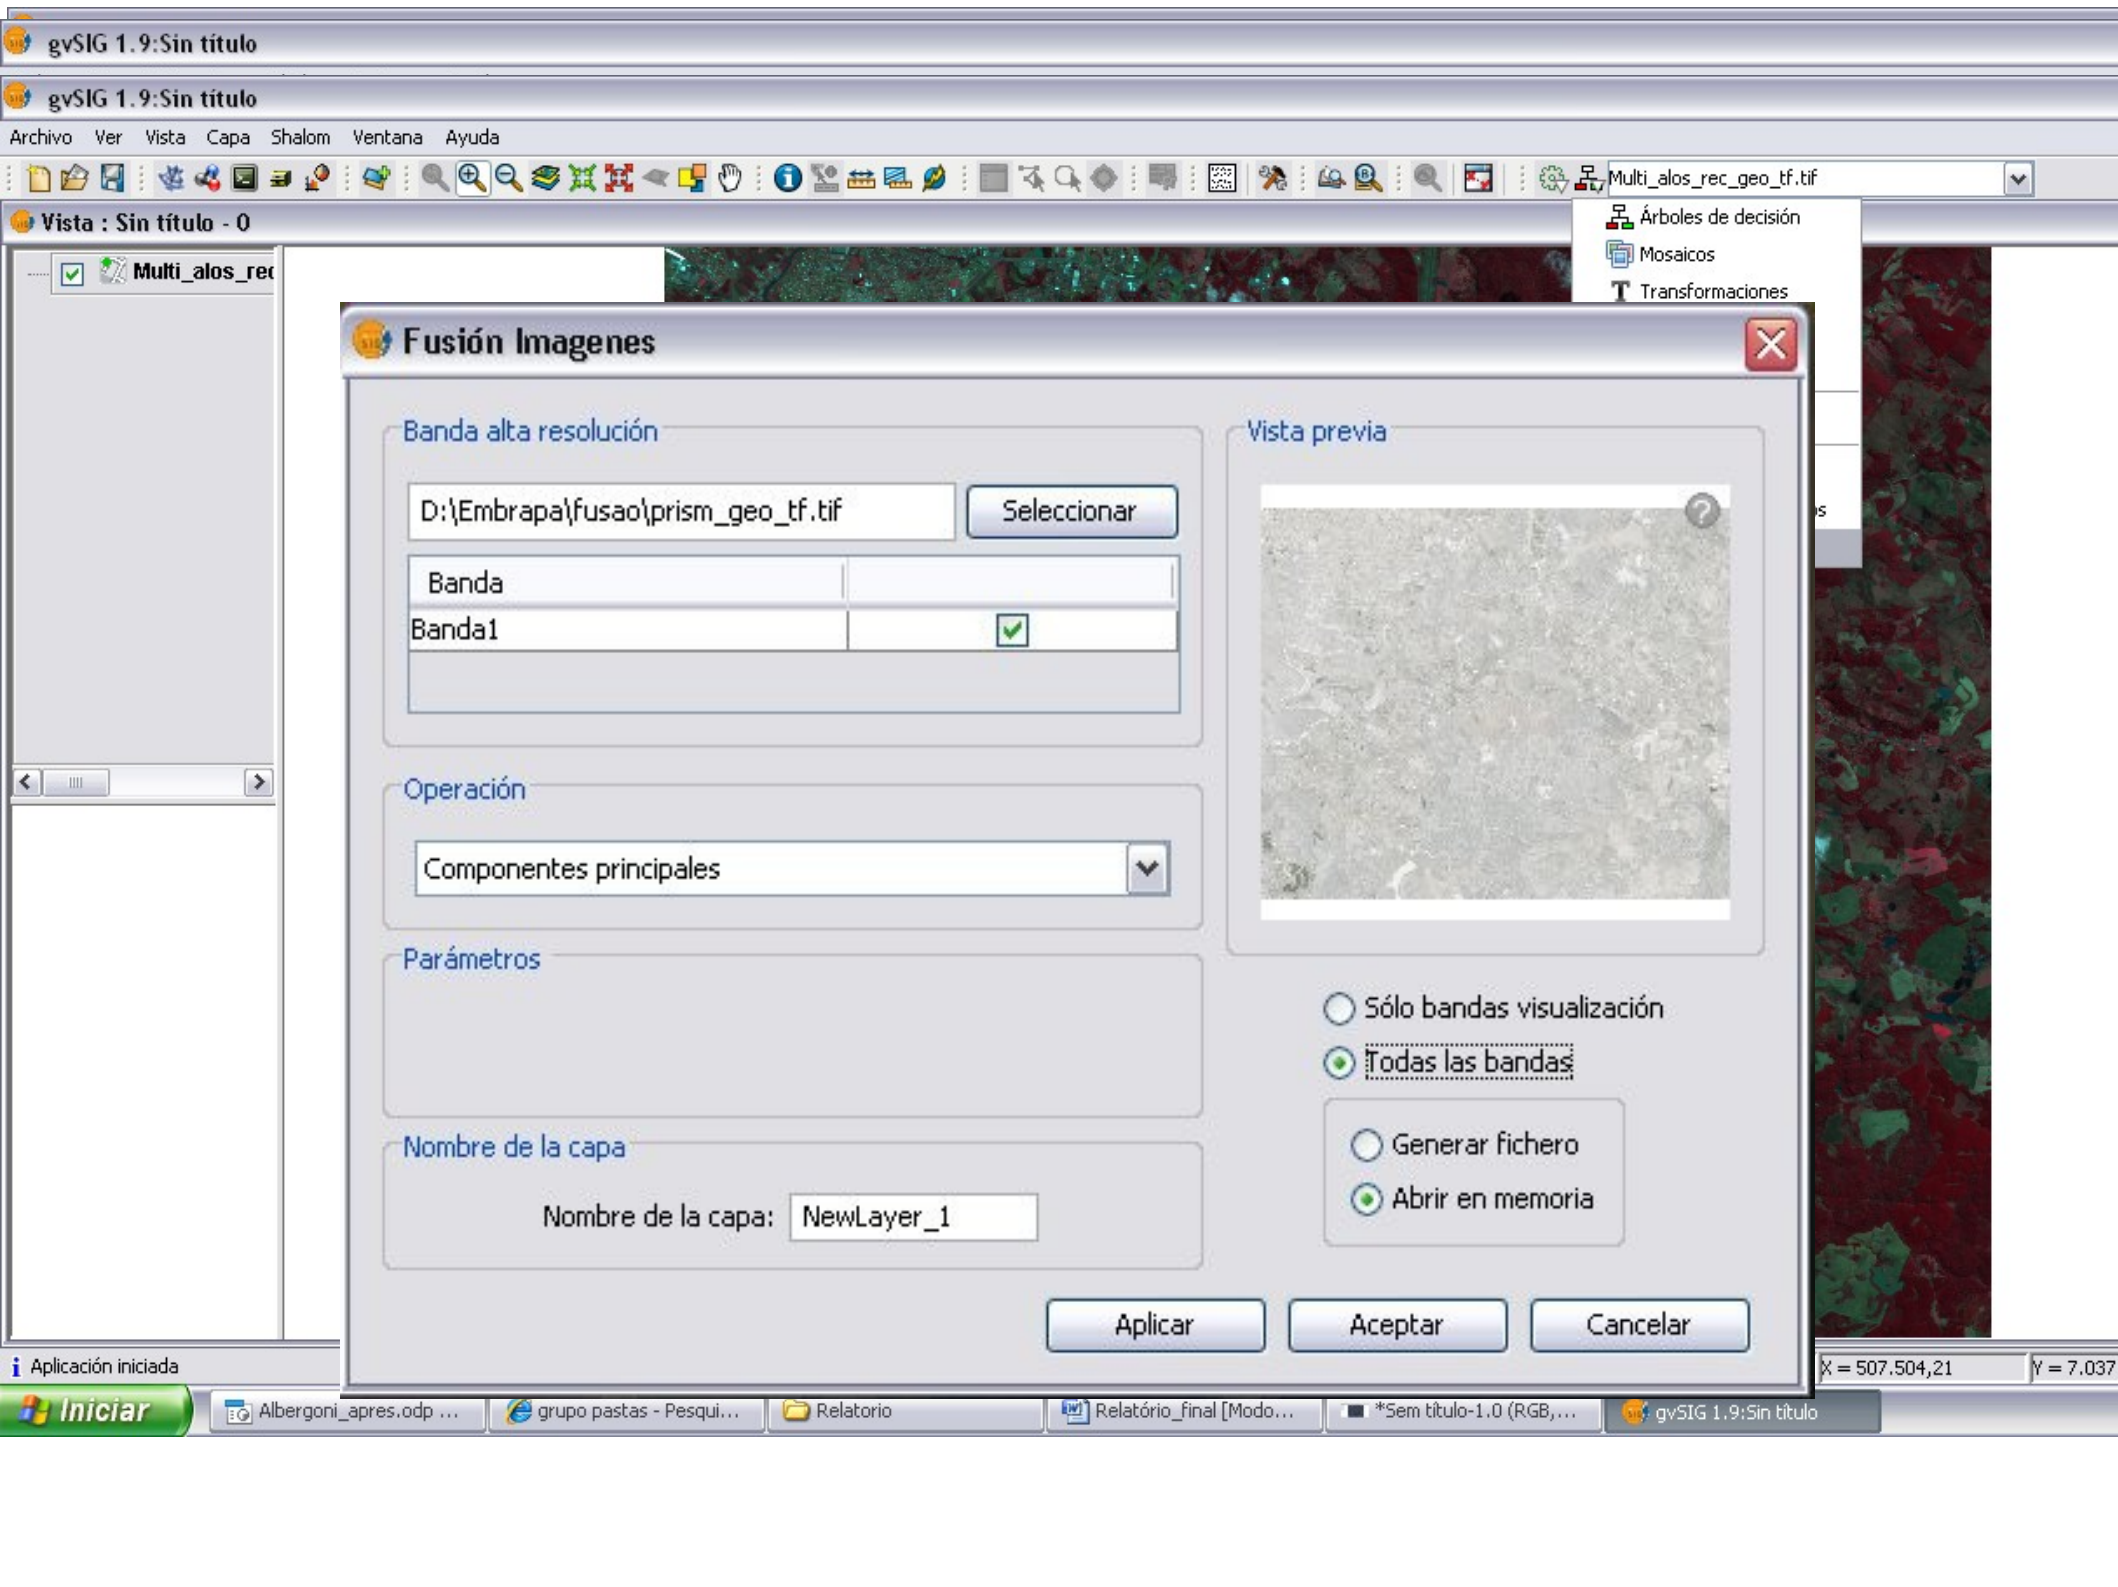 gvSIG 1.9:Sin título
gvSIG 1.9:Sin título
Archivo Ver Vista Capa Shalom Ventana Ayuda
Multi_alos_rec_geo_tf.tif
Vista : Sin título - 0
Árboles de decisión
Mosaicos
Transformaciones
Multi_alos_rec
Fusión Imagenes
Banda alta resolución
D:\Embrapa\fusao\prism_geo_tf.tif
Seleccionar
Banda
Banda1
Vista previa
Operación
Componentes principales
Parámetros
Sólo bandas visualización
Todas las bandas
Generar fichero
Abrir en memoria
Nombre de la capa
Nombre de la capa: NewLayer_1
Aplicar Aceptar Cancelar
Aplicación iniciada
X = 507.504,21 Y = 7.037
Iniciar Albergoni_apres.odp ... grupo pastas - Pesqui... Relatorio Relatório_final [Modo... *Sem título-1.0 (RGB,... gvSIG 1.9:Sin título